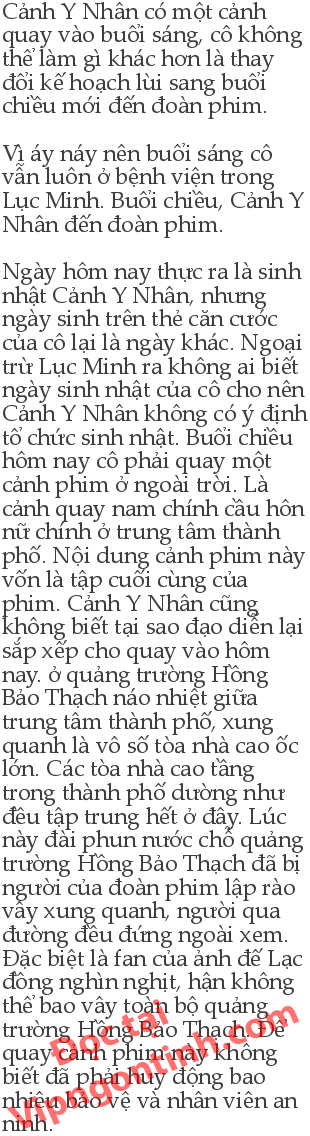 Cảnh Y Nhân có một cảnh
quay vào buổi sáng, cô không
thể làm gì khác hơn là thay
đổi kế hoạch lùi sang buổi
chiều mới đến đoàn phim.
Vì áy náy nên buổi sáng cô
vẫn luôn ở bệnh viện trong
Lục Minh. Buổi chiều, Cảnh Y
Nhân đến đoàn phim.
Ngày hôm nay thực ra là sinh
nhật Cảnh Y Nhân, nhưng
ngày sinh trên thẻ căn cước
của cô lại là ngày khác. Ngoại
trừ Lục Minh ra không ai biết
ngày sinh nhật của cô cho nên
Cảnh Y Nhân không có ý định
tổ chức sinh nhật. Buổi chiều
hôm nay cô phải quay một
cảnh phim ở ngoài trời. Là
cảnh quay nam chính cầu hôn
nữ chính ở trung tâm thành
phố. Nội dung cảnh phim này
vốn là tập cuối cùng của
phim. Cảnh Y Nhân cũng
không biết tại sao đạo diễn lại
sắp xếp cho quay vào hôm
nay. ở quảng trường Hồng
Bảo Thạch náo nhiệt giữa
trung tâm thành phố, xung
quanh là vô số tòa nhà cao ốc
lớn. Các tòa nhà cao tầng
trong thành phố dường như
đều tập trung hết ở đây. Lúc
này đài phun nước chỗ quảng
trường Hồng Bảo Thạch đã bị
người của đoàn phim lập rào
vây xung quanh, người qua
đường đều đứng ngoài xem.
Đặc biệt là fan của ảnh đế Lạc
đông nghìn nghịt, hận không
thể bao vây toàn bộ quảng
trường Hồng Bảo Thạch. Để
quay cảnh phim này không
biết đã phải huy động bao
nhiêu bảo vệ và nhân viên an
ninh.
Đọc tại
Vipngontinh.com